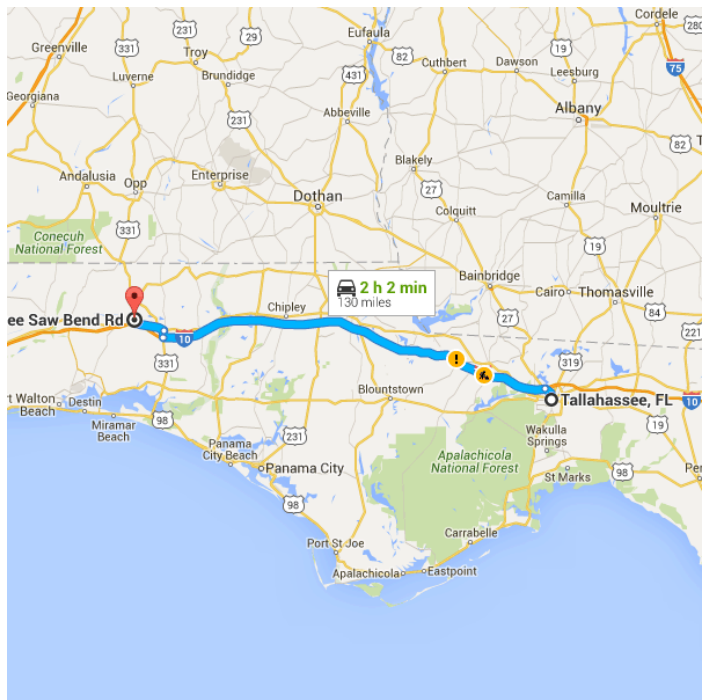 Cordele
280
Greenville
331
231
Troy
29
Eufaula
82
19
Luverne
Brundidge
Cuthbert
Dawson
Leesburg
75
Georgiana
431
Albany
Abbeville
231
82
Blakely
Andalusia
Opp
Enterprise
27
Camilla
Dothan
Colquitt
Moultrie
331
Conecuh
National Forest
19
Bainbridge
2 h 2 min
130 miles
Cairo
Thomasville
ee Saw Bend Rd
Chipley
27
84
10
221
331
319
rt Walton
Beach
Destin
Blountstown
Tallahassee, FL
10
Miramar
Beach
98
19
Wakulla
Springs
231
Panama
City Beach
Panama City
Apalachicola
National Forest
St Marks
98
Per
98
Carrabelle
Port St Joe
Apalachicola
Eastpoint